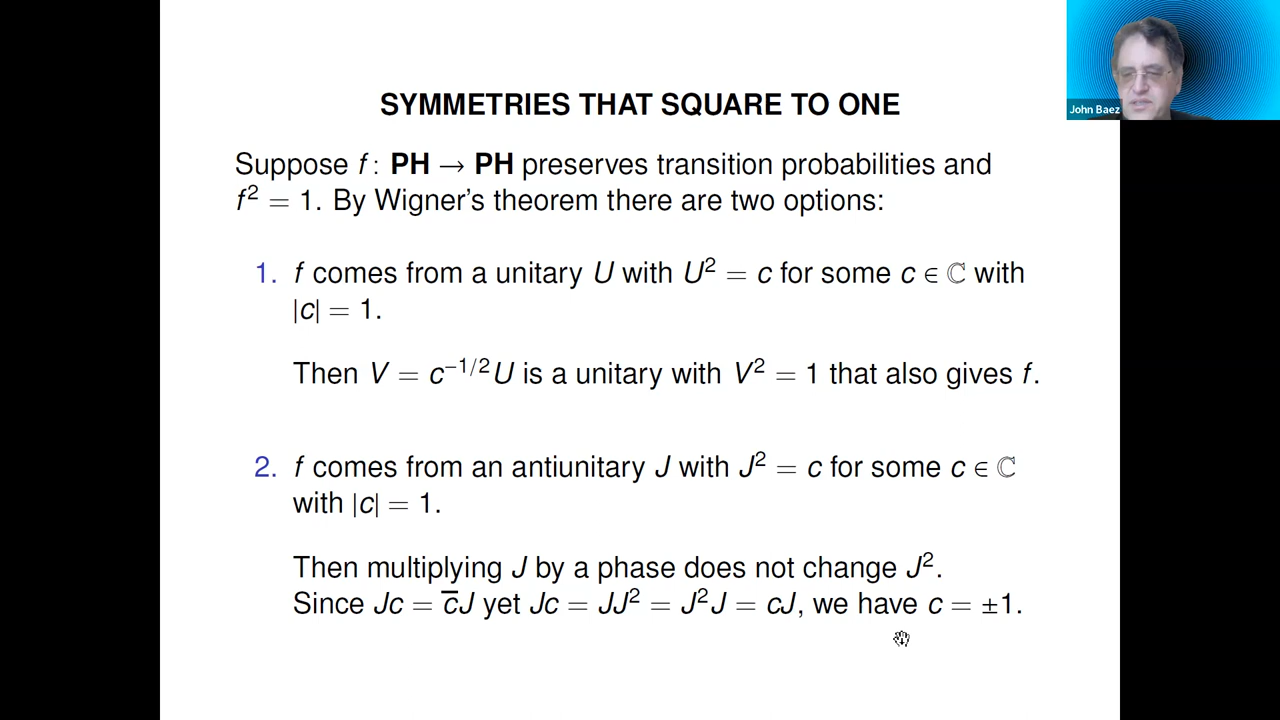 SYMMETRIES THAT SQUARE TO ONE
John Baez
Suppose f : PH → PH preserves transition probabilities and
f² = 1. By Wigner's theorem there are two options:
1. f comes from a unitary U with U² = c for some c ∈ ℂ with
|c| = 1.
Then V = c⁻¹/²U is a unitary with V² = 1 that also gives f.
2. f comes from an antiunitary J with J² = c for some c ∈ ℂ
with |c| = 1.
Then multiplying J by a phase does not change J².
Since Jc = c̅J yet Jc = JJ² = J²J = cJ, we have c = ±1.